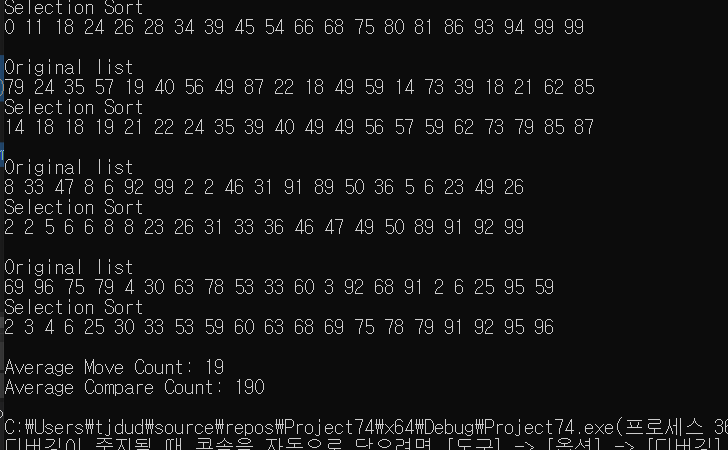 Selection Sort
0 11 18 24 26 28 34 39 45 54 66 68 75 80 81 86 93 94 99 99
Original list
79 24 35 57 19 40 56 49 87 22 18 49 59 14 73 39 18 21 62 85
Selection Sort
14 18 18 19 21 22 24 35 39 40 49 49 56 57 59 62 73 79 85 87
Original list
8 33 47 8 6 92 99 2 2 46 31 91 89 50 36 5 6 23 49 26
Selection Sort
2 2 5 6 6 8 8 23 26 31 33 36 46 47 49 50 89 91 92 99
Original list
69 96 75 79 4 30 63 78 53 33 60 3 92 68 91 2 6 25 95 59
Selection Sort
2 3 4 6 25 30 33 53 59 60 63 68 69 75 78 79 91 92 95 96
Average Move Count: 19
Average Compare Count: 190
C:₩Users₩tjdud₩source₩repos₩Project74₩x64₩Debug₩Project74.exe(프로세스 36
디버깅이 중지될 때 콘솔을 자동으로 닫으려면 [도구] -> [옵션] -> [디버깅]